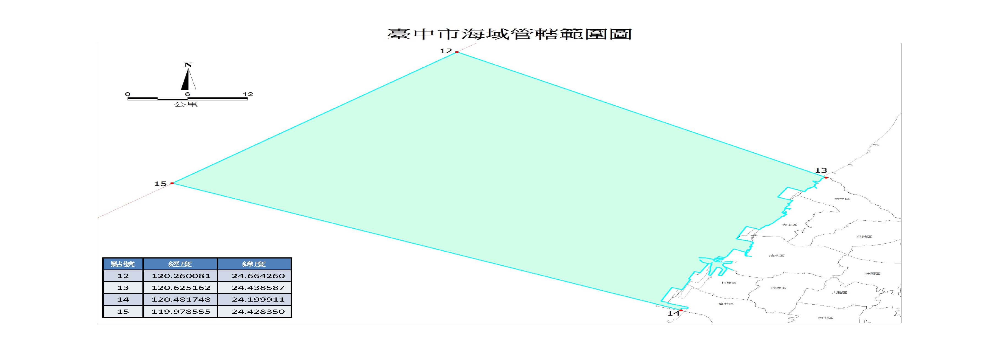 臺中市海域管轄範圍圖
12
N
0 6 12
公里
13
15
大甲區
大安區
外埔區
清水區
神岡區
梧棲區
沙鹿區
大雅區
龍井區
14
西屯區
點號 經度 緯度
12 120.260081 24.664260
13 120.625162 24.438587
14 120.481748 24.199911
15 119.978555 24.428350